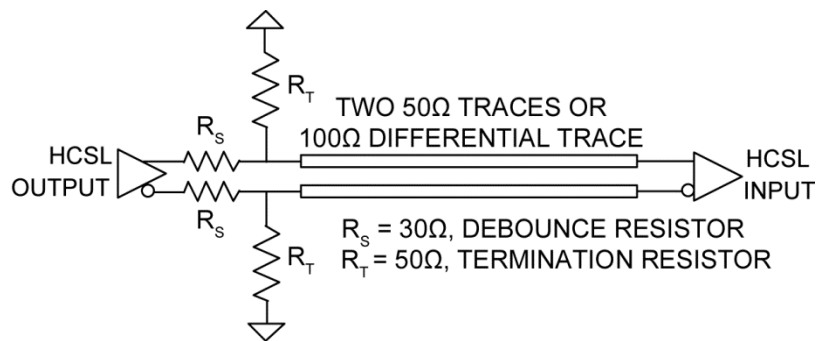 R_T
TWO 50Ω TRACES OR
100Ω DIFFERENTIAL TRACE
R_S
HCSL
OUTPUT
HCSL
INPUT
R_S
R_T
R_S = 30Ω, DEBOUNCE RESISTOR
R_T = 50Ω, TERMINATION RESISTOR